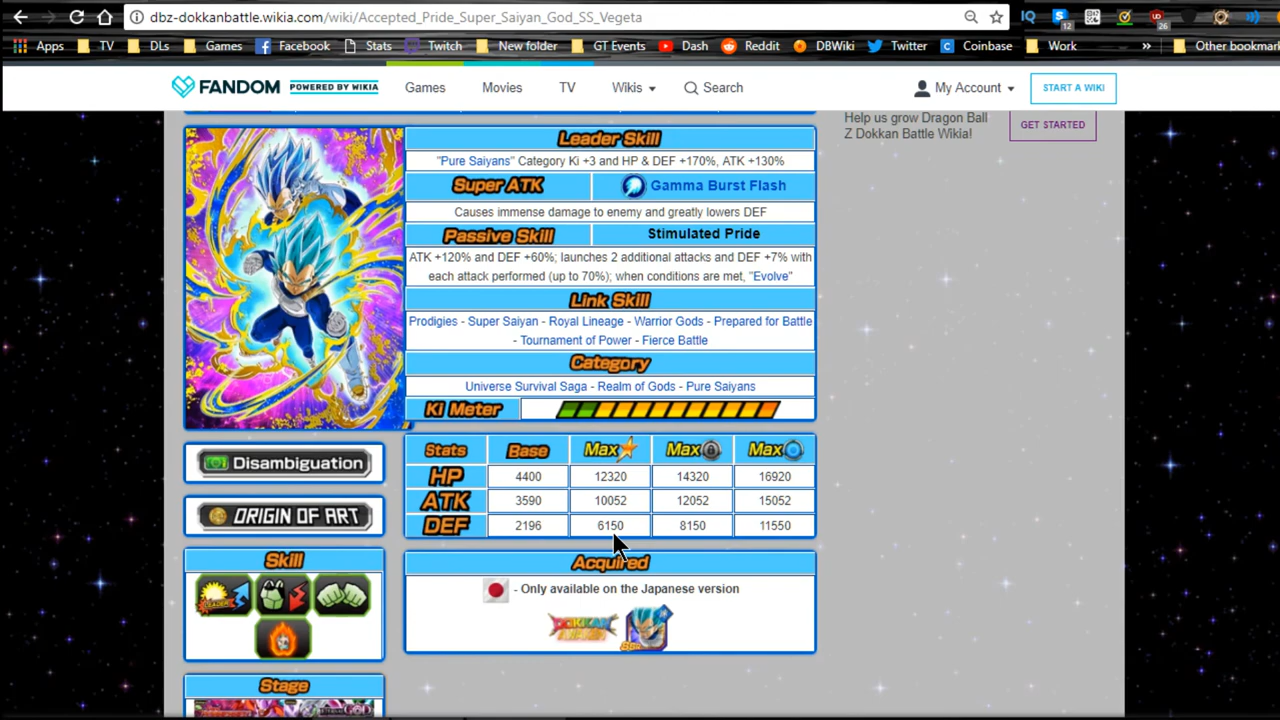 dbz-dokkanbattle.wikia.com/wiki/Accepted_Pride_Super_Saiyan_God_SS_Vegeta
IQ
12
26
Apps TV DLs Games Facebook Stats Twitch New folder GT Events Dash Reddit DBWiki Twitter Coinbase Work » Other bookmar
FANDOM POWERED BY WIKIA Games Movies TV Wikis Search My Account START A WIKI
Help us grow Dragon Ball
Z Dokkan Battle Wikia!
GET STARTED
Leader Skill
"Pure Saiyans" Category Ki +3 and HP & DEF +170%, ATK +130%
Super ATK Gamma Burst Flash
Causes immense damage to enemy and greatly lowers DEF
Passive Skill Stimulated Pride
ATK +120% and DEF +60%; launches 2 additional attacks and DEF +7% with
each attack performed (up to 70%); when conditions are met, "Evolve"
Link Skill
Prodigies - Super Saiyan - Royal Lineage - Warrior Gods - Prepared for Battle
- Tournament of Power - Fierce Battle
Category
Universe Survival Saga - Realm of Gods - Pure Saiyans
Ki Meter
Stats Base Max Max Max
HP 4400 12320 14320 16920
ATK 3590 10052 12052 15052
DEF 2196 6150 8150 11550
Disambiguation
ORIGIN OF ART
Skill
LEADER
Acquired
- Only available on the Japanese version
DOKKAN
Stage